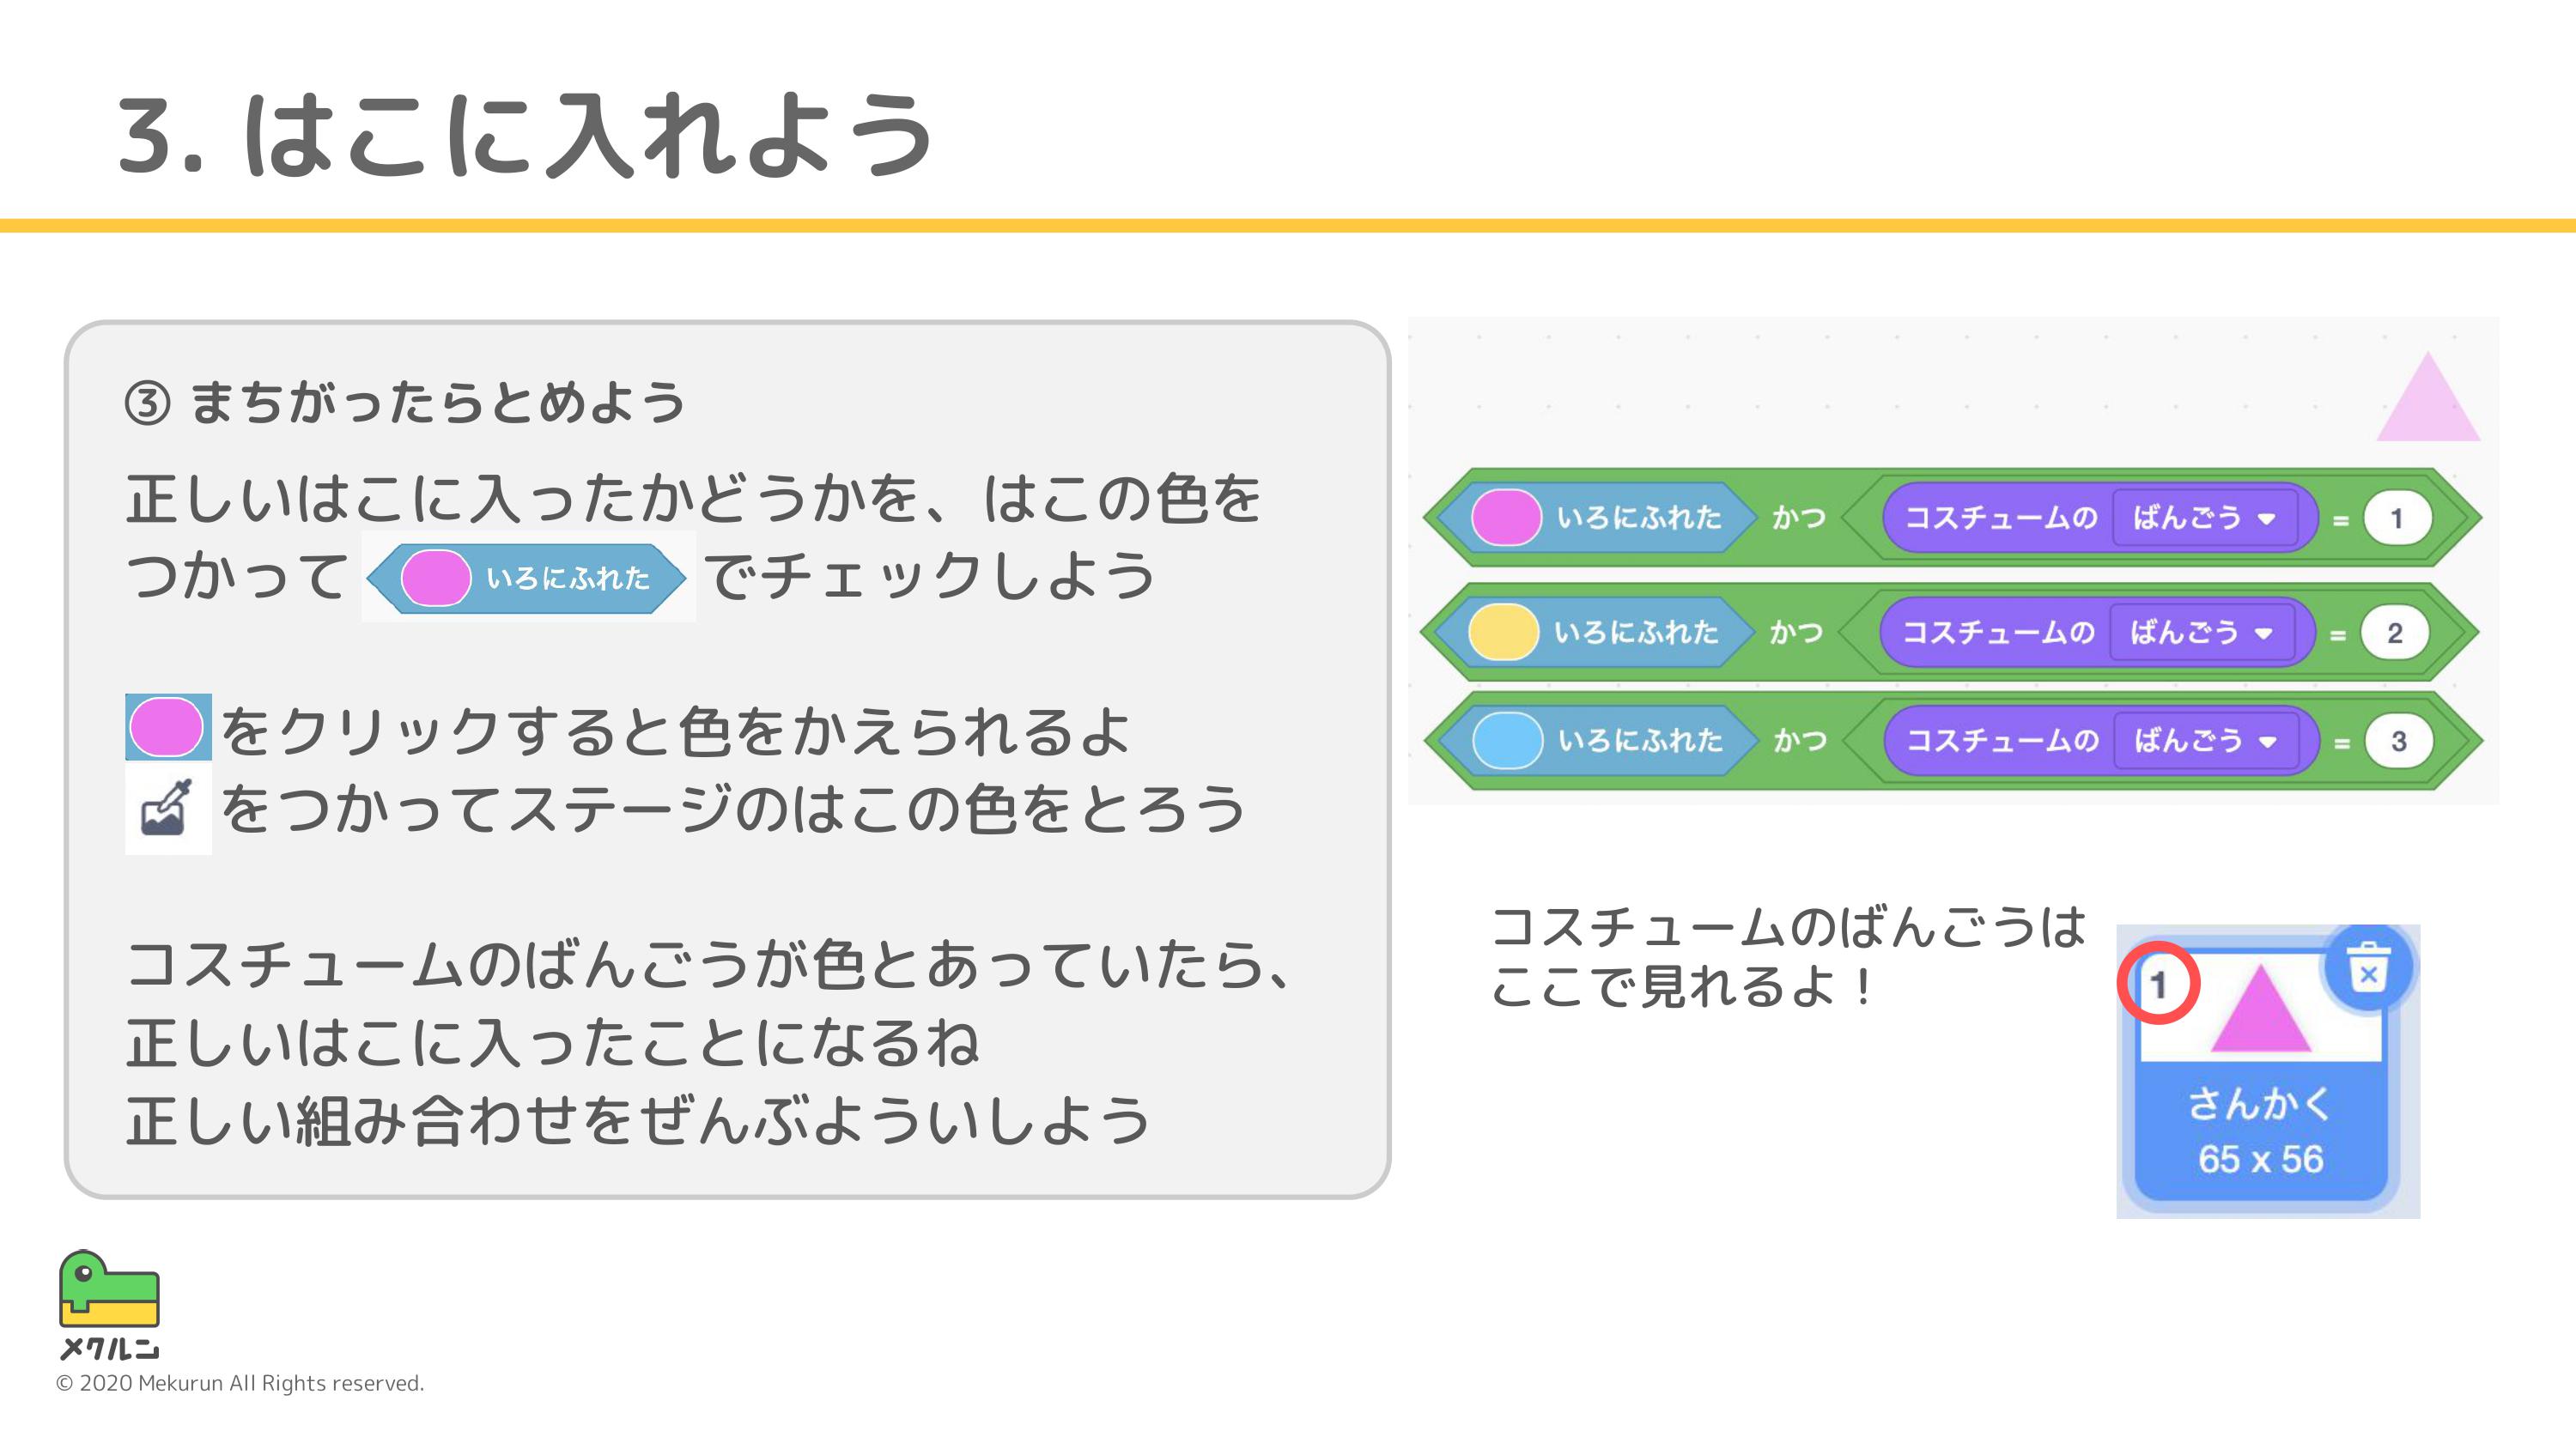 3. はこに入れよう
③ まちがったらとめよう
正しいはこに入ったかどうかを、はこの色を
つかって いろにふれた でチェックしよう
をクリックすると色をかえられるよ
をつかってステージのはこの色をとろう
コスチュームのばんごうが色とあっていたら、
正しいはこに入ったことになるね
正しい組み合わせをぜんぶよういしよう
いろにふれた かつ コスチュームの ばんごう = 1
いろにふれた かつ コスチュームの ばんごう = 2
いろにふれた かつ コスチュームの ばんごう = 3
コスチュームのばんごうは
ここで見れるよ！
1
さんかく
65 x 56
メクルン
© 2020 Mekurun All Rights reserved.